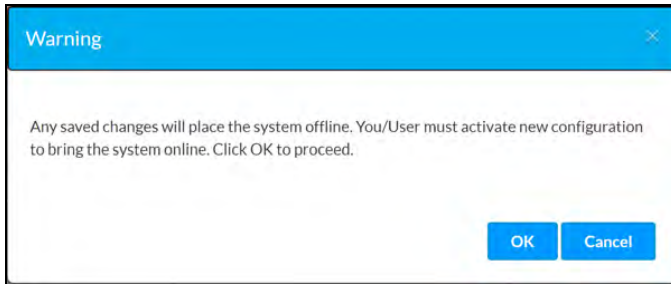 Warning
Any saved changes will place the system offline. You/User must activate new configuration
to bring the system online. Click OK to proceed.
OK Cancel